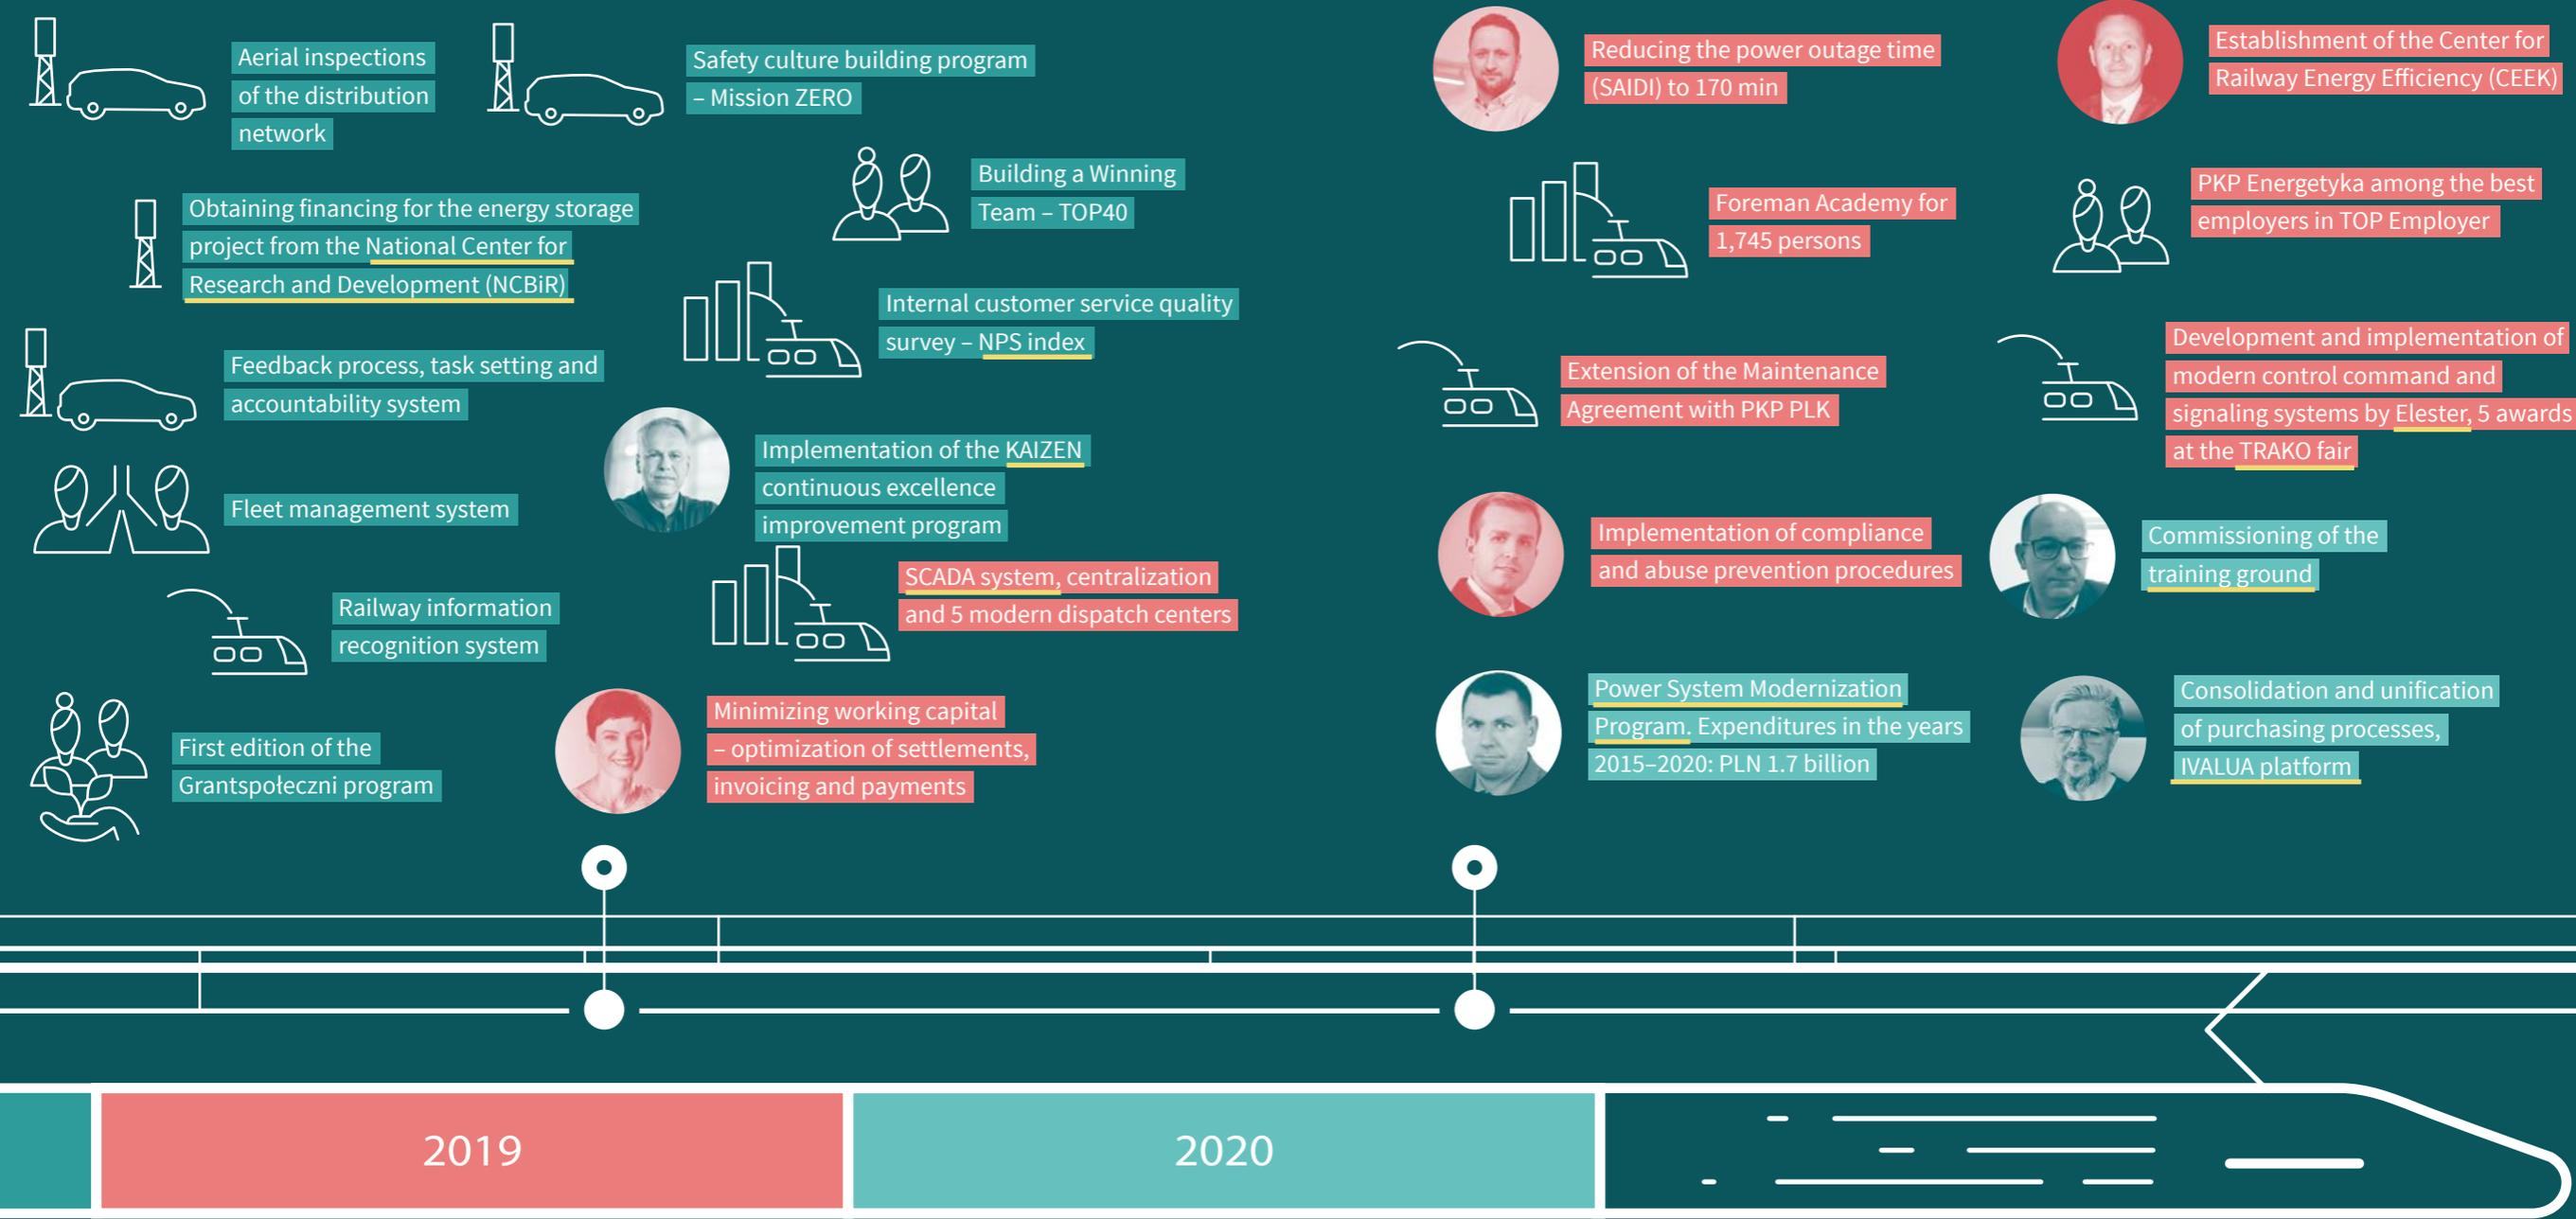 Aerial inspections
of the distribution
network
Safety culture building program
– Mission ZERO
Building a Winning
Team – TOP40
Obtaining financing for the energy storage
project from the National Center for
Research and Development (NCBiR)
Internal customer service quality
survey – NPS index
Feedback process, task setting and
accountability system
Implementation of the KAIZEN
continuous excellence
improvement program
Fleet management system
SCADA system, centralization
and 5 modern dispatch centers
Railway information
recognition system
Minimizing working capital
– optimization of settlements,
invoicing and payments
First edition of the
Grantspołeczni program
Reducing the power outage time
(SAIDI) to 170 min
Establishment of the Center for
Railway Energy Efficiency (CEEK)
Foreman Academy for
1,745 persons
PKP Energetyka among the best
employers in TOP Employer
Extension of the Maintenance
Agreement with PKP PLK
Development and implementation of
modern control command and
signaling systems by Elester, 5 awards
at the TRAKO fair
Implementation of compliance
and abuse prevention procedures
Commissioning of the
training ground
Power System Modernization
Program. Expenditures in the years
2015–2020: PLN 1.7 billion
Consolidation and unification
of purchasing processes,
IVALUA platform
2019
2020